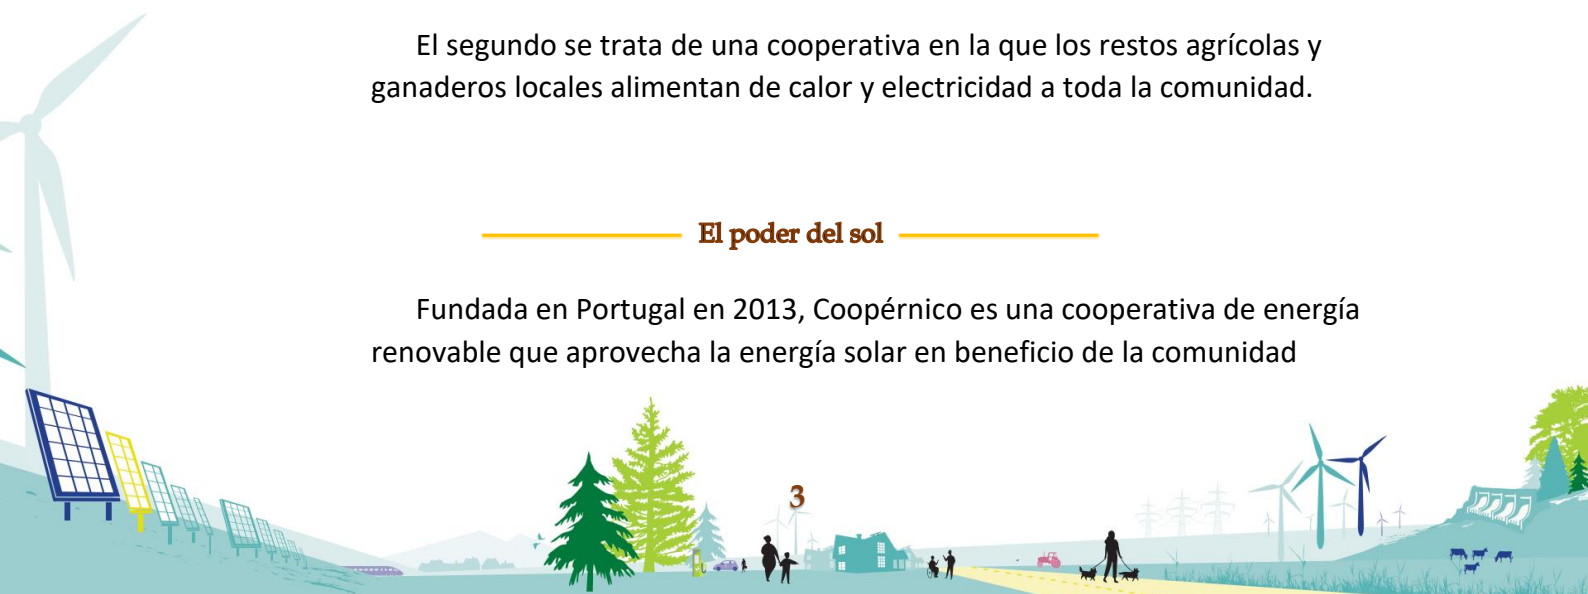 El segundo se trata de una cooperativa en la que los restos agrícolas y
ganaderos locales alimentan de calor y electricidad a toda la comunidad.
El poder del sol
Fundada en Portugal en 2013, Coopérnico es una cooperativa de energía
renovable que aprovecha la energía solar en beneficio de la comunidad
3